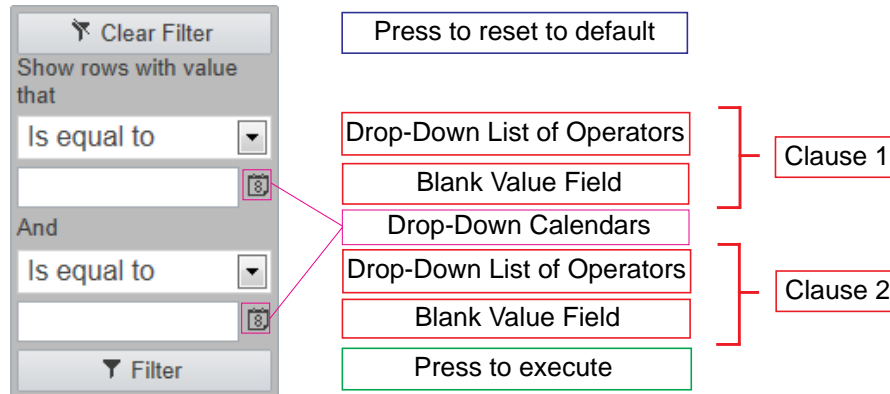 Clear Filter
Press to reset to default
Show rows with value
that
Is equal to
Drop-Down List of Operators
Clause 1
8
Blank Value Field
And
Drop-Down Calendars
Is equal to
Drop-Down List of Operators
Clause 2
8
Blank Value Field
Filter
Press to execute